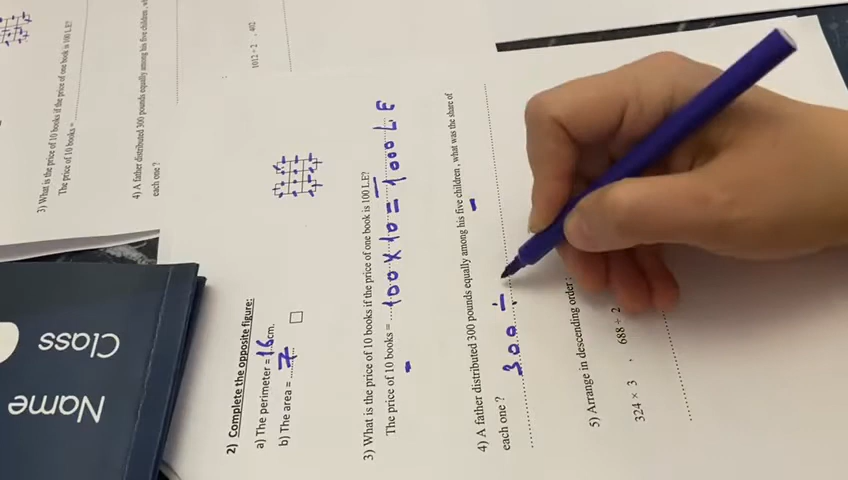 3) What is the price of 10 books if the price of one book is 100 L.E?
The price of 10 books =
4) A father distributed 300 pounds equally among his five children,
each one ?
1012 ÷ 2 , 402
2) Complete the opposite figure:
a) The perimeter = 16 cm.
b) The area = 7
3) What is the price of 10 books if the price of one book is 100 L.E?
The price of 10 books = 100 X 10 = 1000 L E
4) A father distributed 300 pounds equally among his five children , what was the share of
each one ?
300 ÷
5) Arrange in descending order:
324 × 3 , 688 ÷ 2
Name
Class